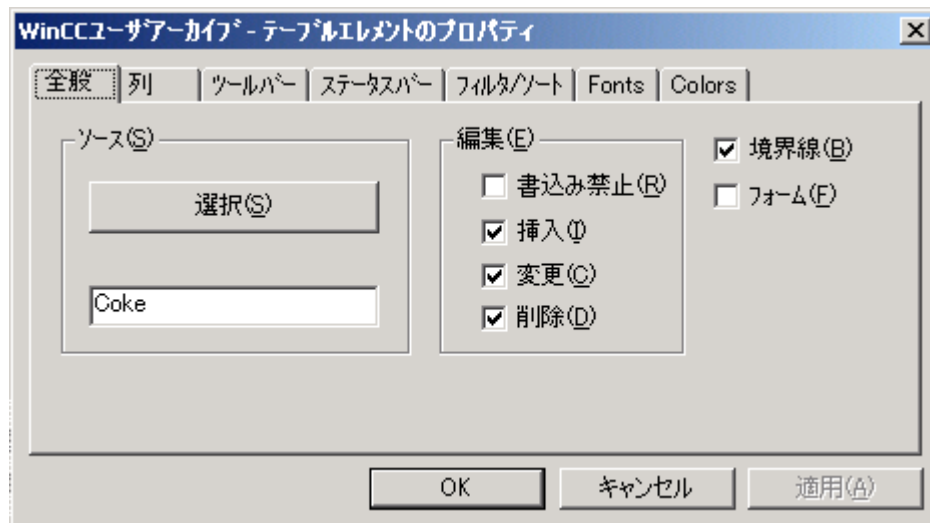 WinCCﾕｰｻﾞｱｰｶｲﾌﾞ - ﾃｰﾌﾞﾙｴﾚﾒﾝﾄのﾌﾟﾛﾊﾟﾃｨ
全般 列 ﾂｰﾙﾊﾞｰ ｽﾃｰﾀｽﾊﾞｰ ﾌｨﾙﾀ/ｿｰﾄ Fonts Colors
ｿｰｽ(S)
選択(S)
Coke
編集(E)
書込み禁止(R)
挿入(I)
変更(C)
削除(D)
境界線(B)
ﾌｫｰﾑ(F)
OK キャンセル 適用(A)